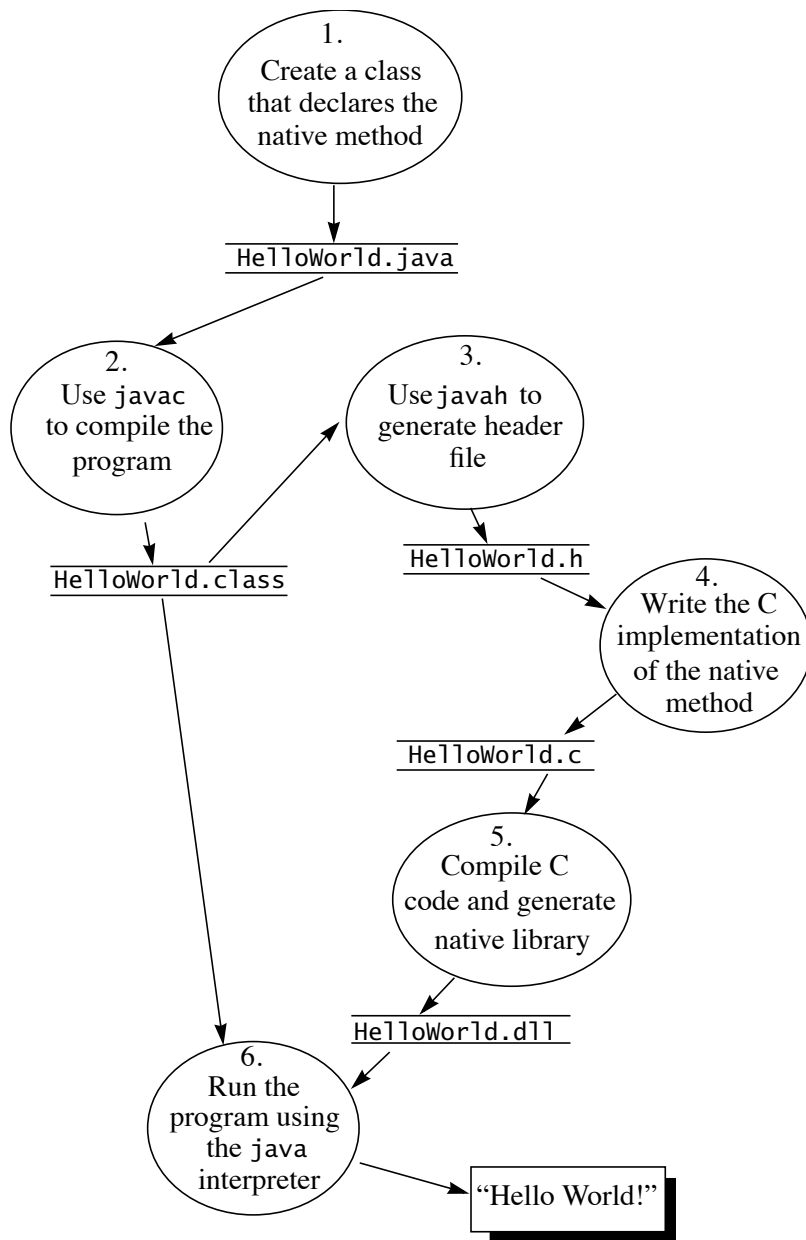 1.
Create a class
that declares the
native method
HelloWorld.java
2.
Use javac
to compile the
program
3.
Use javah to
generate header
file
HelloWorld.class
HelloWorld.h
4.
Write the C
implementation
of the native
method
HelloWorld.c
5.
Compile C
code and generate
native library
HelloWorld.dll
6.
Run the
program using
the java
interpreter
“Hello World!”